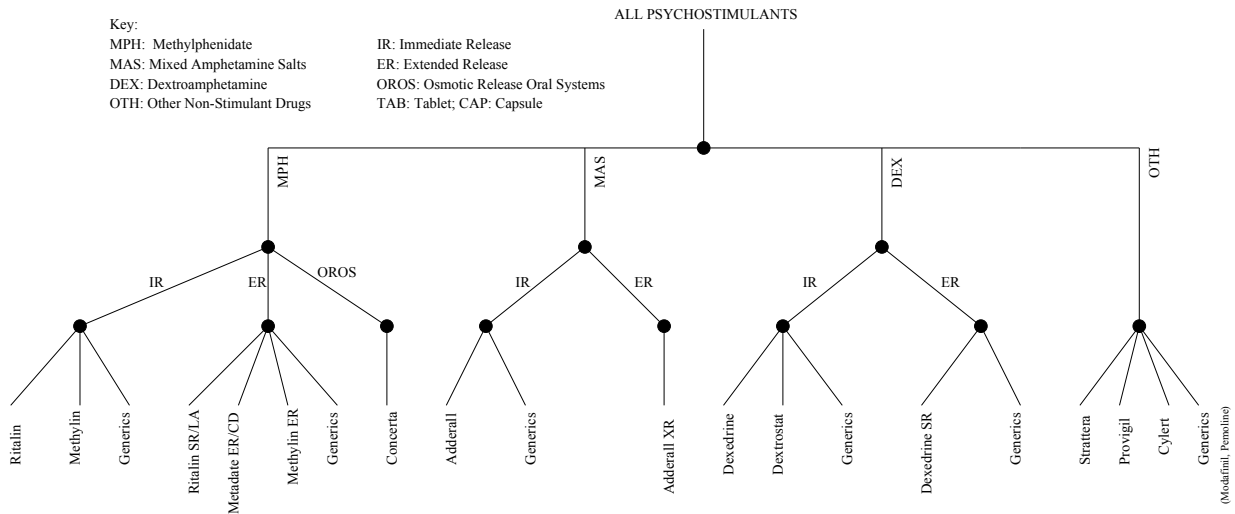 ALL PSYCHOSTIMULANTS
Key:
MPH: Methylphenidate
MAS: Mixed Amphetamine Salts
DEX: Dextroamphetamine
OTH: Other Non-Stimulant Drugs
IR: Immediate Release
ER: Extended Release
OROS: Osmotic Release Oral Systems
TAB: Tablet; CAP: Capsule
MPH
MAS
DEX
OTH
IR
ER
OROS
IR
ER
IR
ER
Ritalin
Methylin
Generics
Ritalin SR/LA
Metadate ER/CD
Methylin ER
Generics
Concerta
Adderall
Generics
Adderall XR
Dexedrine
Dextrostat
Generics
Dexedrine SR
Generics
Strattera
Provigil
Cylert
Generics
(Modafinil, Pemoline)